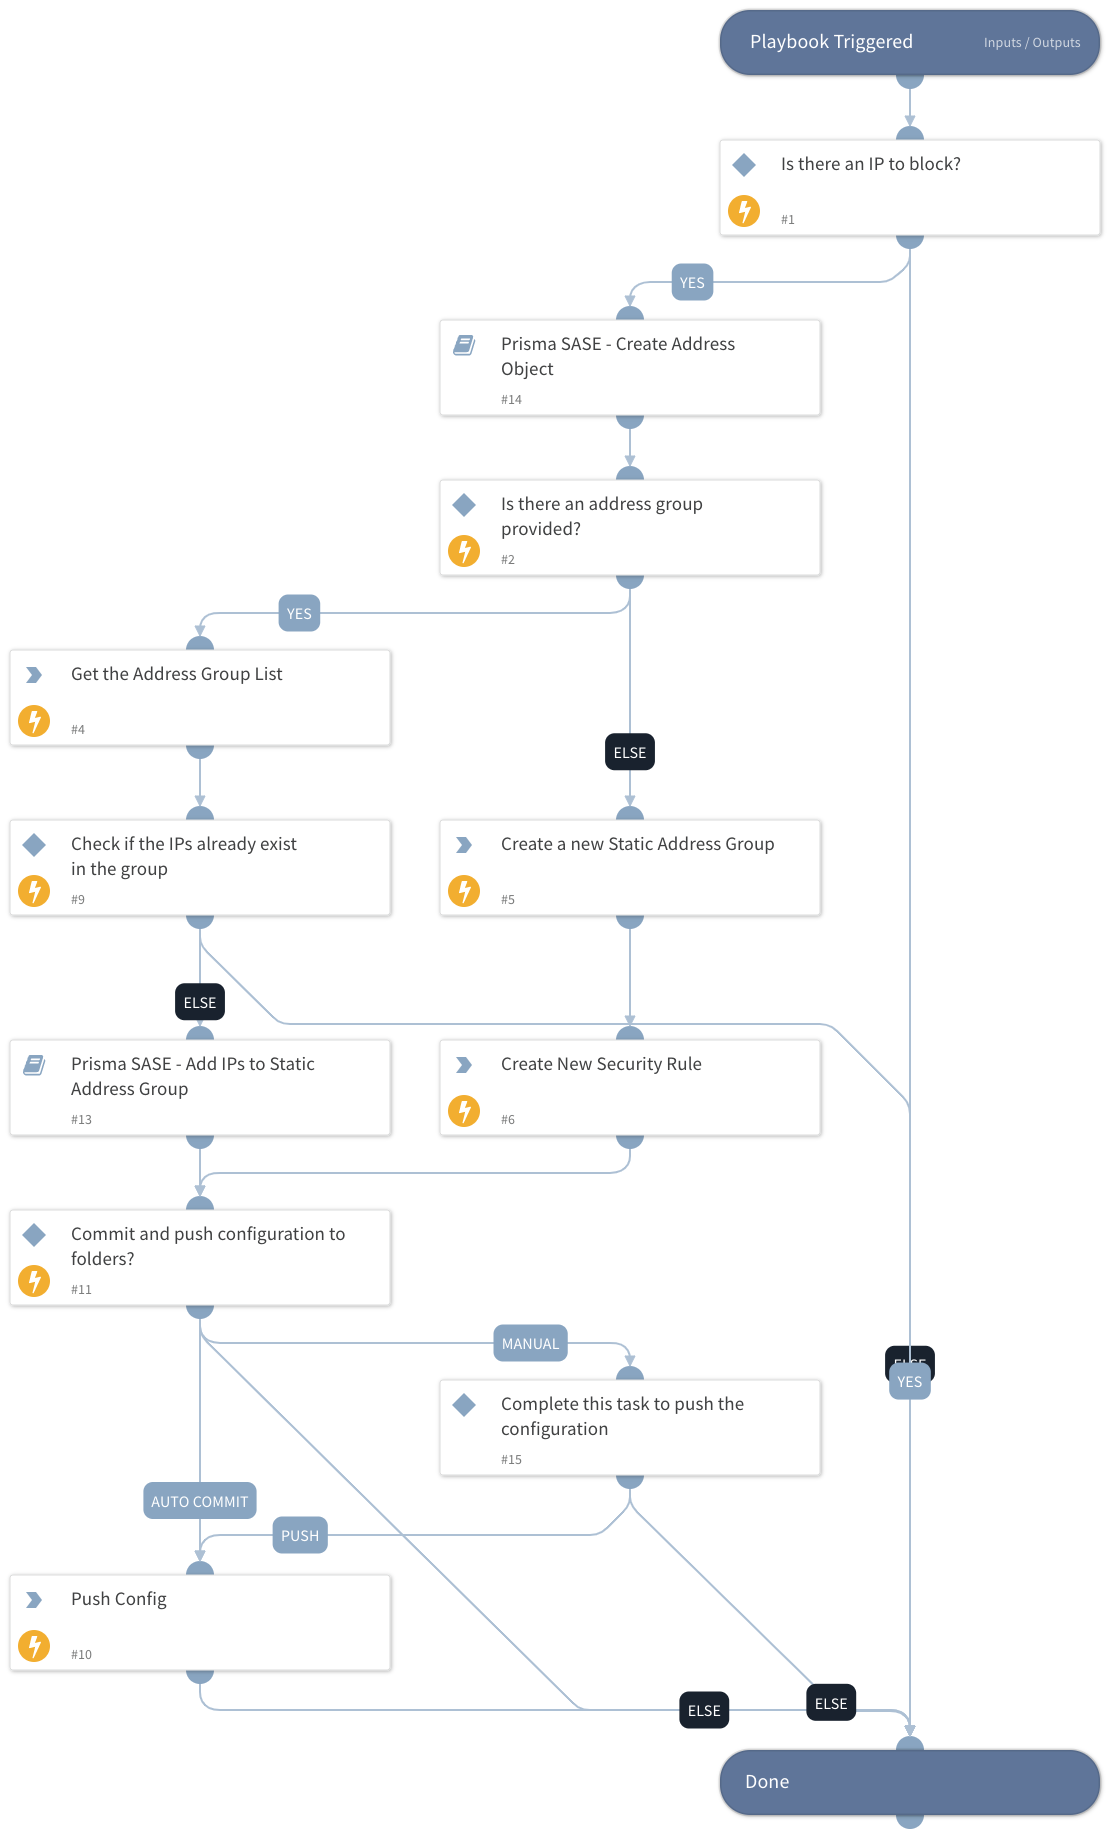 Playbook Triggered
Inputs / Outputs
Is there an IP to block?
#1
YES
Prisma SASE - Create Address
Object
#14
Is there an address group
provided?
#2
YES
Get the Address Group List
#4
ELSE
Check if the IPs already exist
in the group
#9
Create a new Static Address Group
#5
ELSE
Prisma SASE - Add IPs to Static
Address Group
#13
Create New Security Rule
#6
Commit and push configuration to
folders?
#11
MANUAL
ELSE
YES
Complete this task to push the
configuration
#15
AUTO COMMIT
PUSH
Push Config
#10
ELSE
ELSE
Done